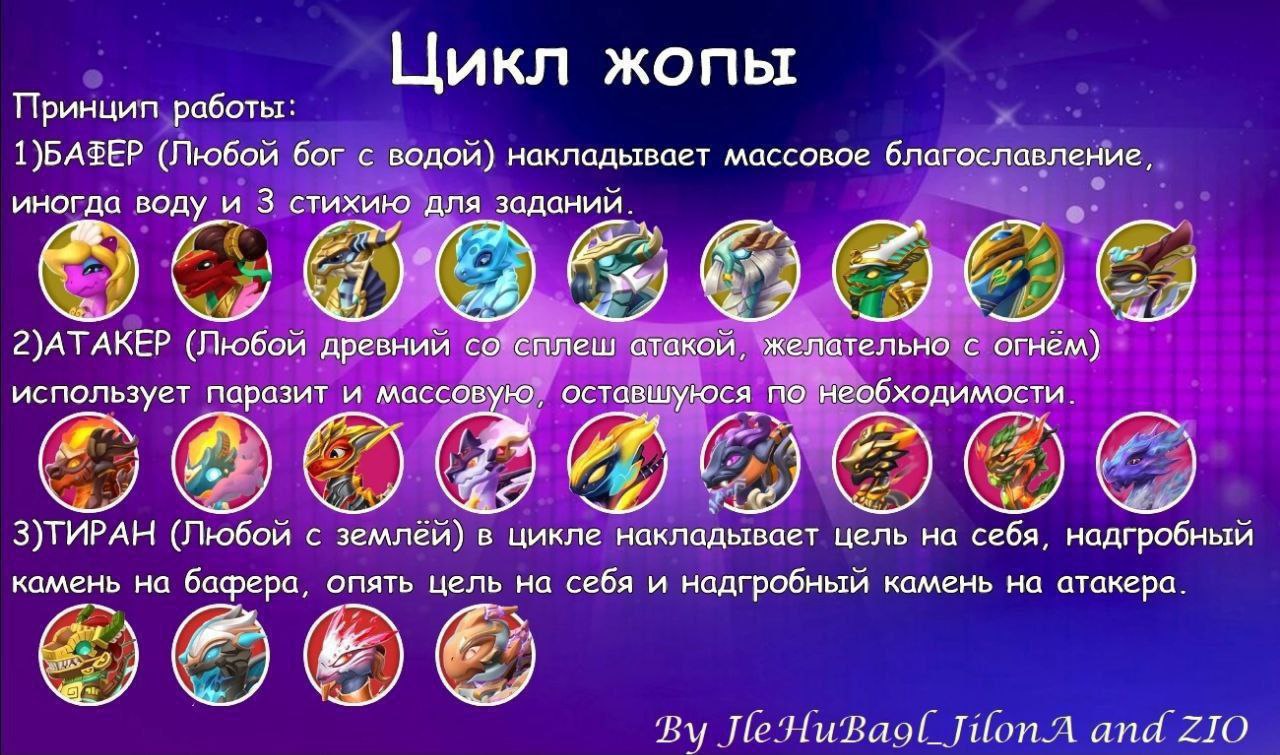 Цикл жопы
Принцип работы:
1)БАФЕР (Любой бог с водой) накладывает массовое благославление,
иногда воду и 3 стихию для заданий.
2)АТАКЕР (Любой древний со сплеш атакой, желательно с огнём)
использует паразит и массовую, оставшуюся по необходимости.
3)ТИРАН (Любой с землёй) в цикле накладывает цель на себя, надгробный
камень на бафера, опять цель на себя и надгробный камень на атакера.
By JleHuBa9l_JilonA and ZIO